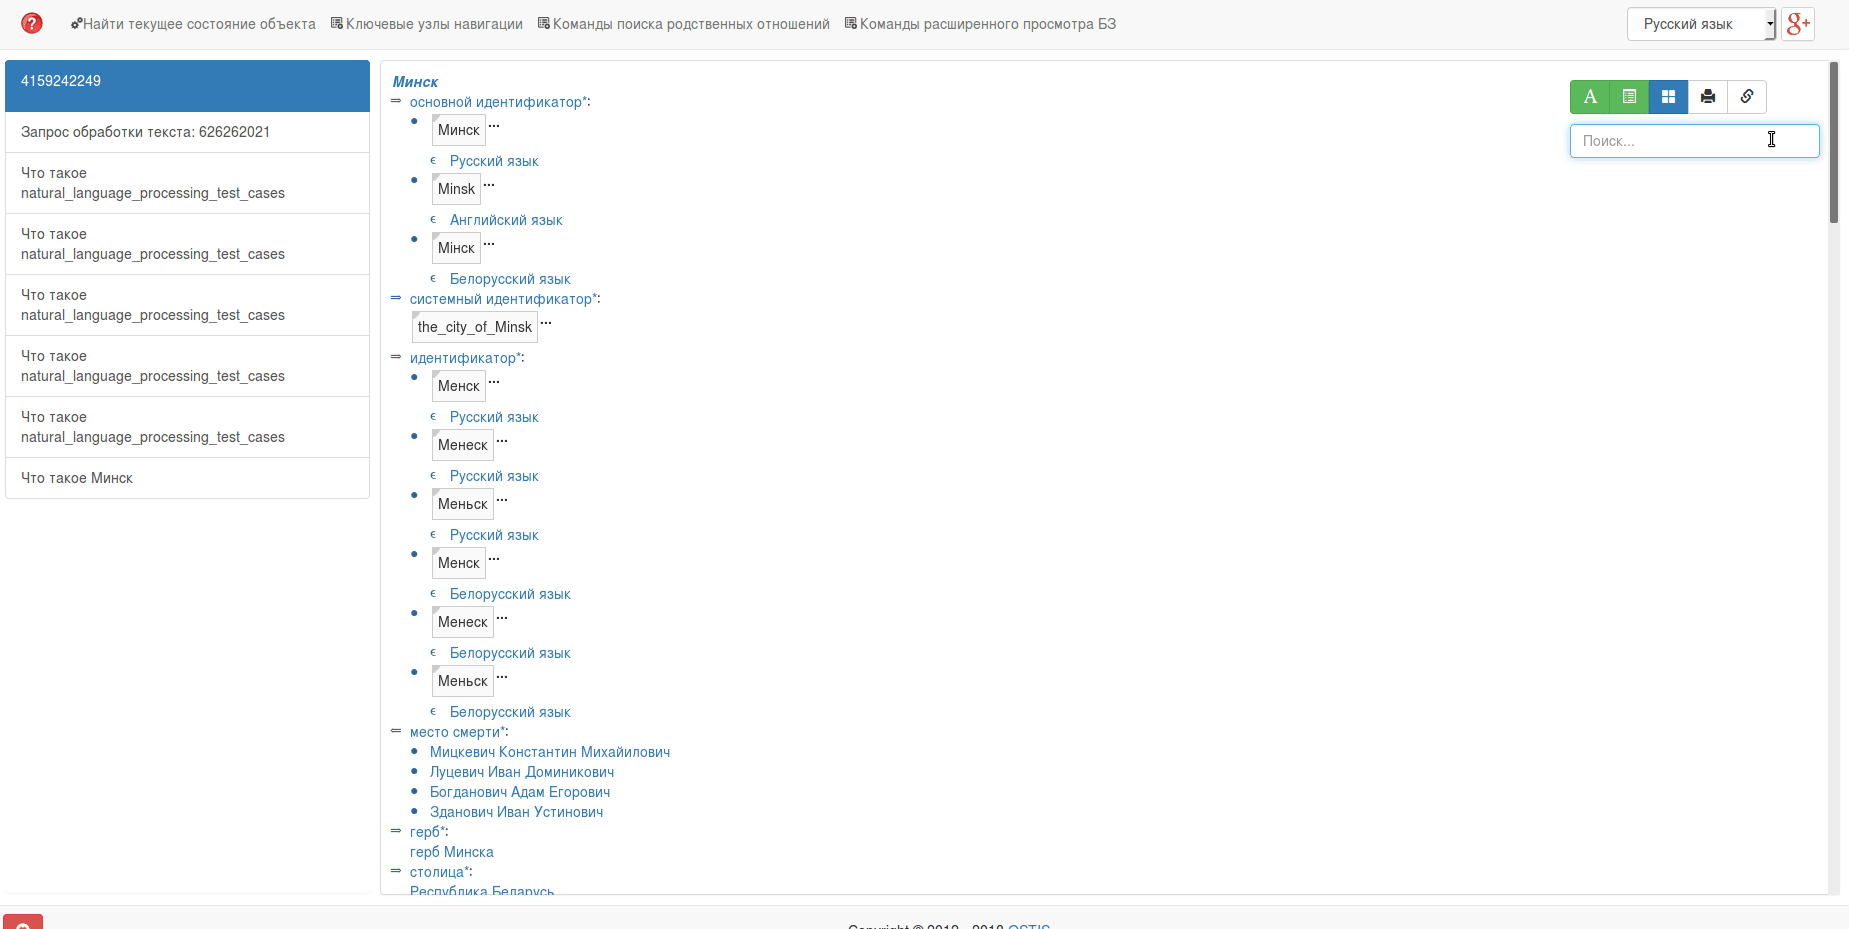 Найти текущее состояние объекта Ключевые узлы навигации Команды поиска родственных отношений Команды расширенного просмотра БЗ Русский язык g+
4159242249
Запрос обработки текста: 626262021
Что такое
natural_language_processing_test_cases
Что такое
natural_language_processing_test_cases
Что такое
natural_language_processing_test_cases
Что такое
natural_language_processing_test_cases
Что такое
natural_language_processing_test_cases
Что такое Минск
Минск
⇒ основной идентификатор*:
• Минск ...
ϵ Русский язык
• Minsk ...
ϵ Английский язык
• Мінск ...
ϵ Белорусский язык
⇒ системный идентификатор*:
the_city_of_Minsk ...
⇒ идентификатор*:
• Менск ...
ϵ Русский язык
• Менеск ...
ϵ Русский язык
• Меньск ...
ϵ Русский язык
• Менск ...
ϵ Белорусский язык
• Менеск ...
ϵ Белорусский язык
• Меньск ...
ϵ Белорусский язык
⇐ место смерти*:
• Мицкевич Константин Михайилович
• Луцевич Иван Доминикович
• Богданович Адам Егорович
• Зданович Иван Устинович
⇒ герб*:
герб Минска
⇒ столица*:
Республика Беларусь
A
Поиск...
Copyright © 2012 - 2018 OSTIS